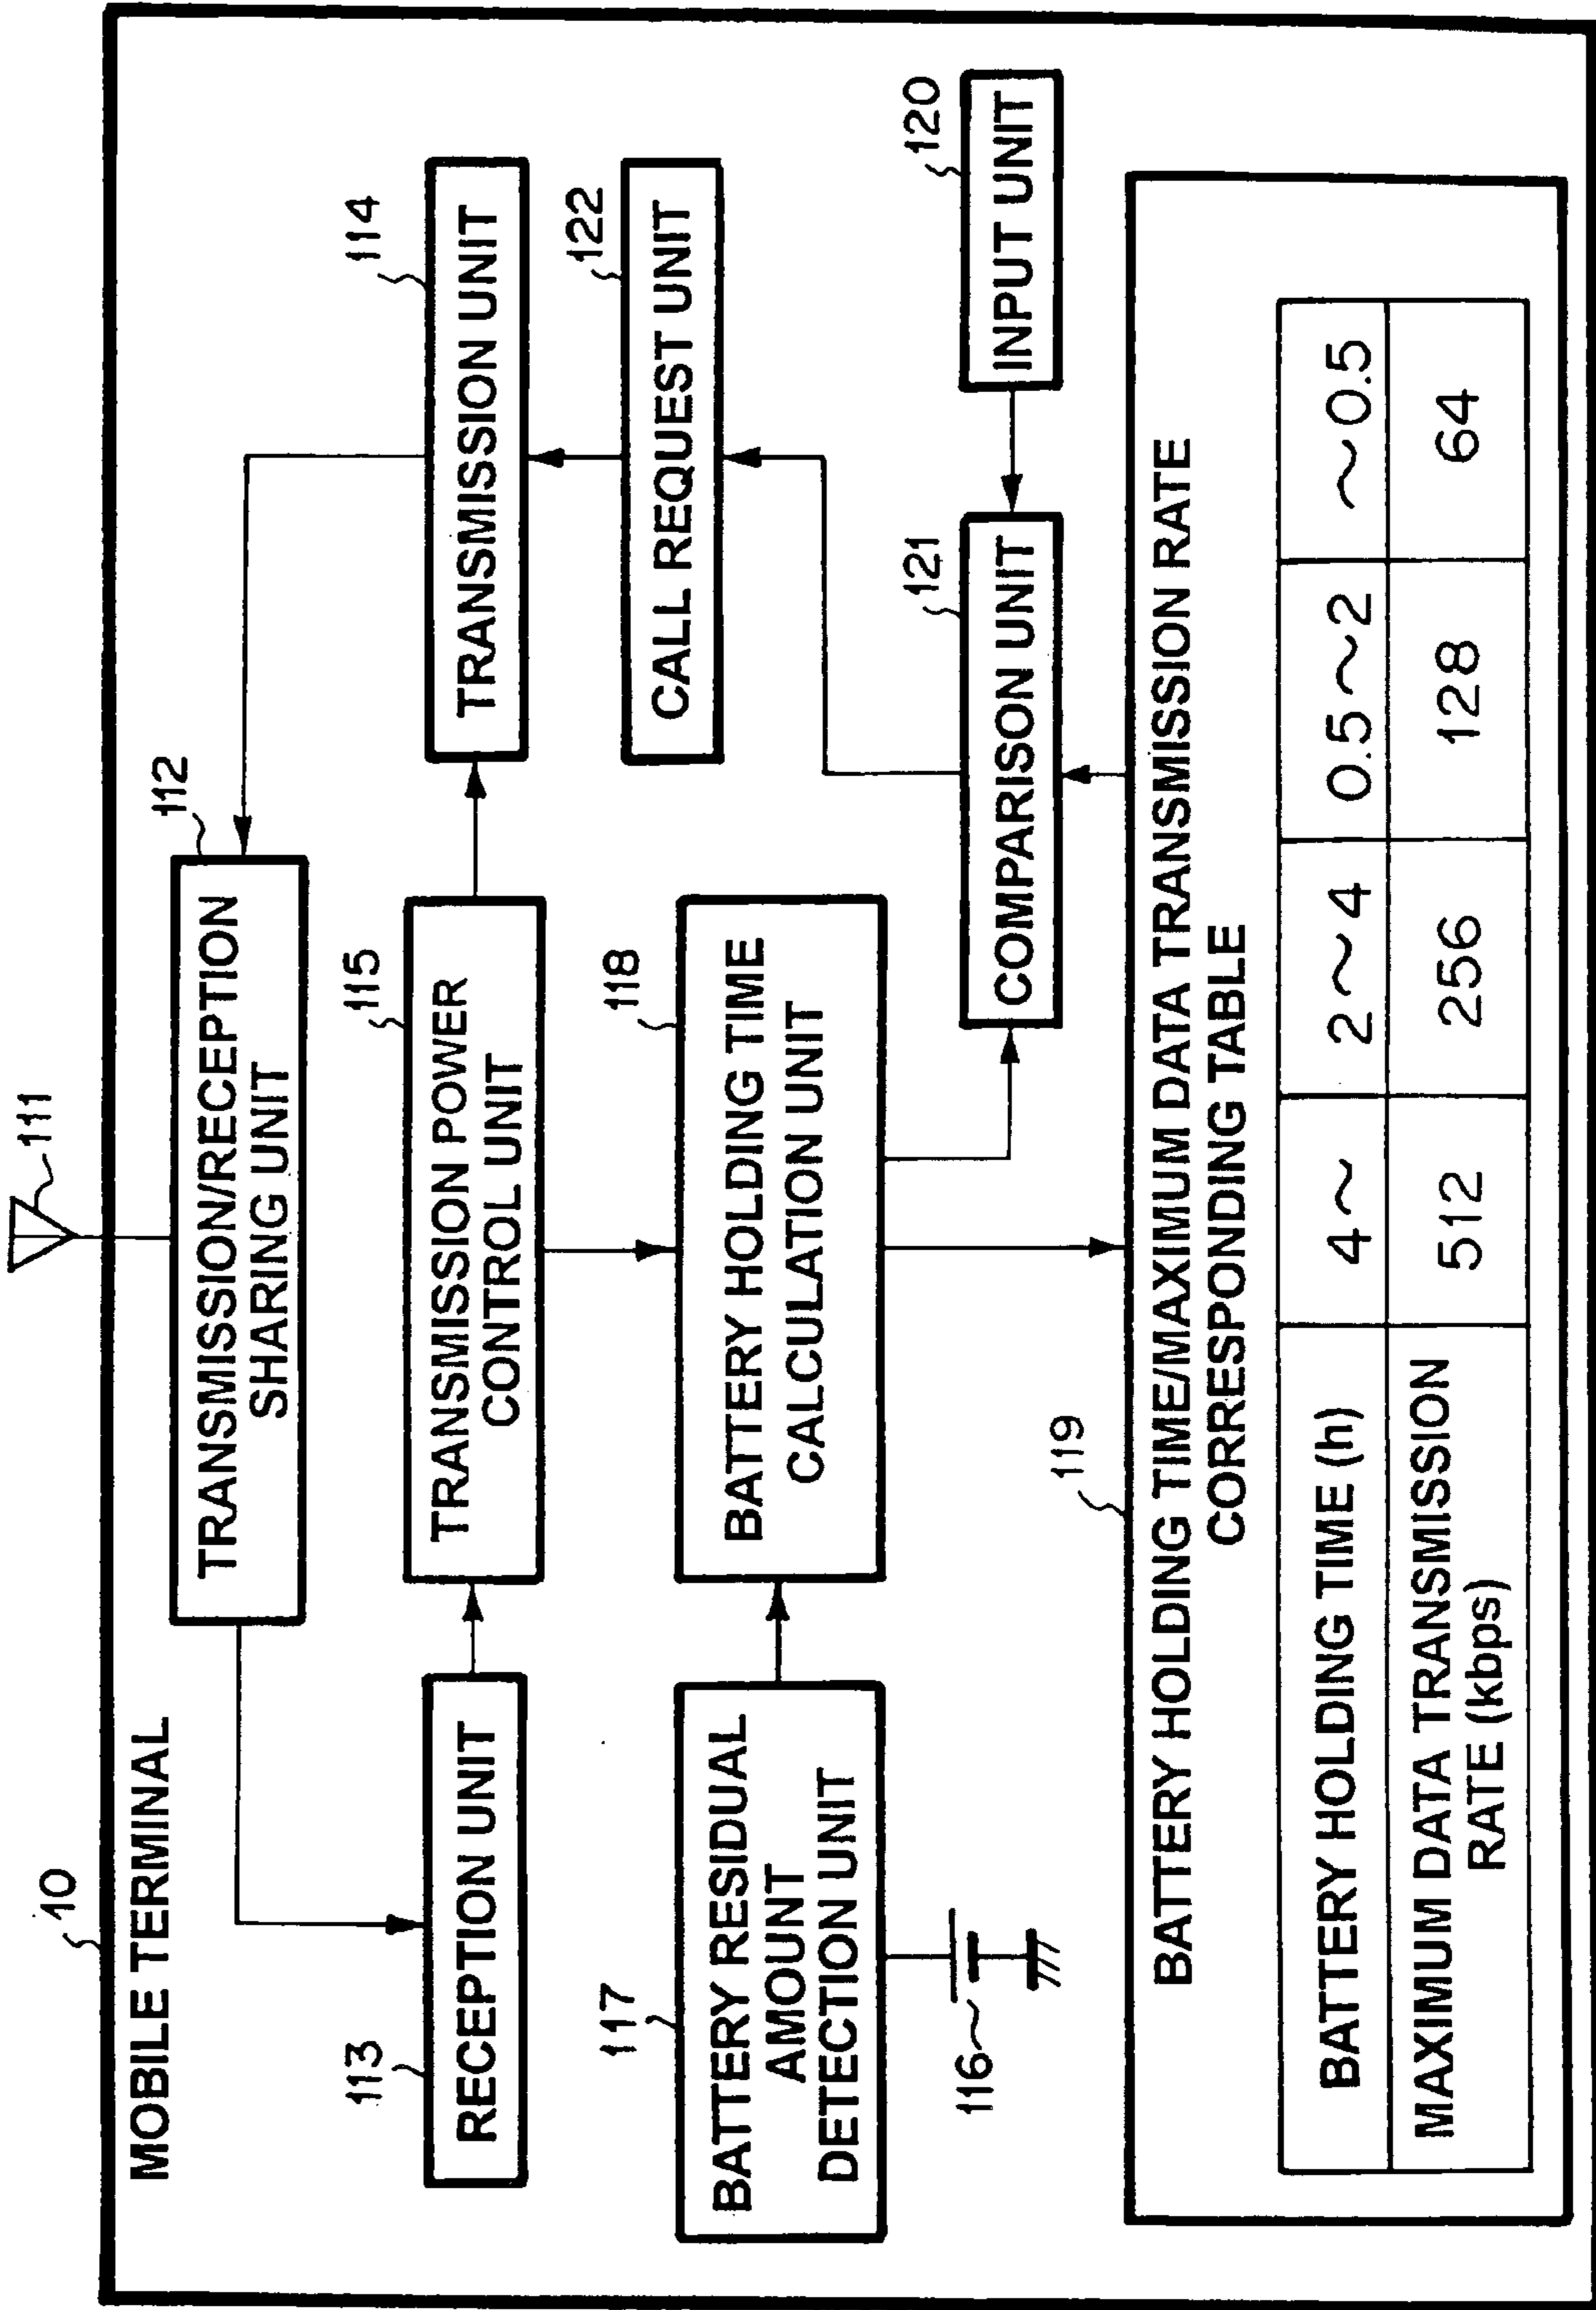 111
10
MOBILE TERMINAL
112
TRANSMISSION/RECEPTION
SHARING UNIT
113
RECEPTION UNIT
115
TRANSMISSION POWER
CONTROL UNIT
114
TRANSMISSION UNIT
122
CALL REQUEST UNIT
117
BATTERY RESIDUAL
AMOUNT
DETECTION UNIT
118
BATTERY HOLDING TIME
CALCULATION UNIT
116
121
COMPARISON UNIT
120
INPUT UNIT
119
BATTERY HOLDING TIME/MAXIMUM DATA TRANSMISSION RATE
CORRESPONDING TABLE
BATTERY HOLDING TIME (h) 4~ 2~4 0.5~2 ~0.5
MAXIMUM DATA TRANSMISSION
RATE (kbps) 512 256 128 64